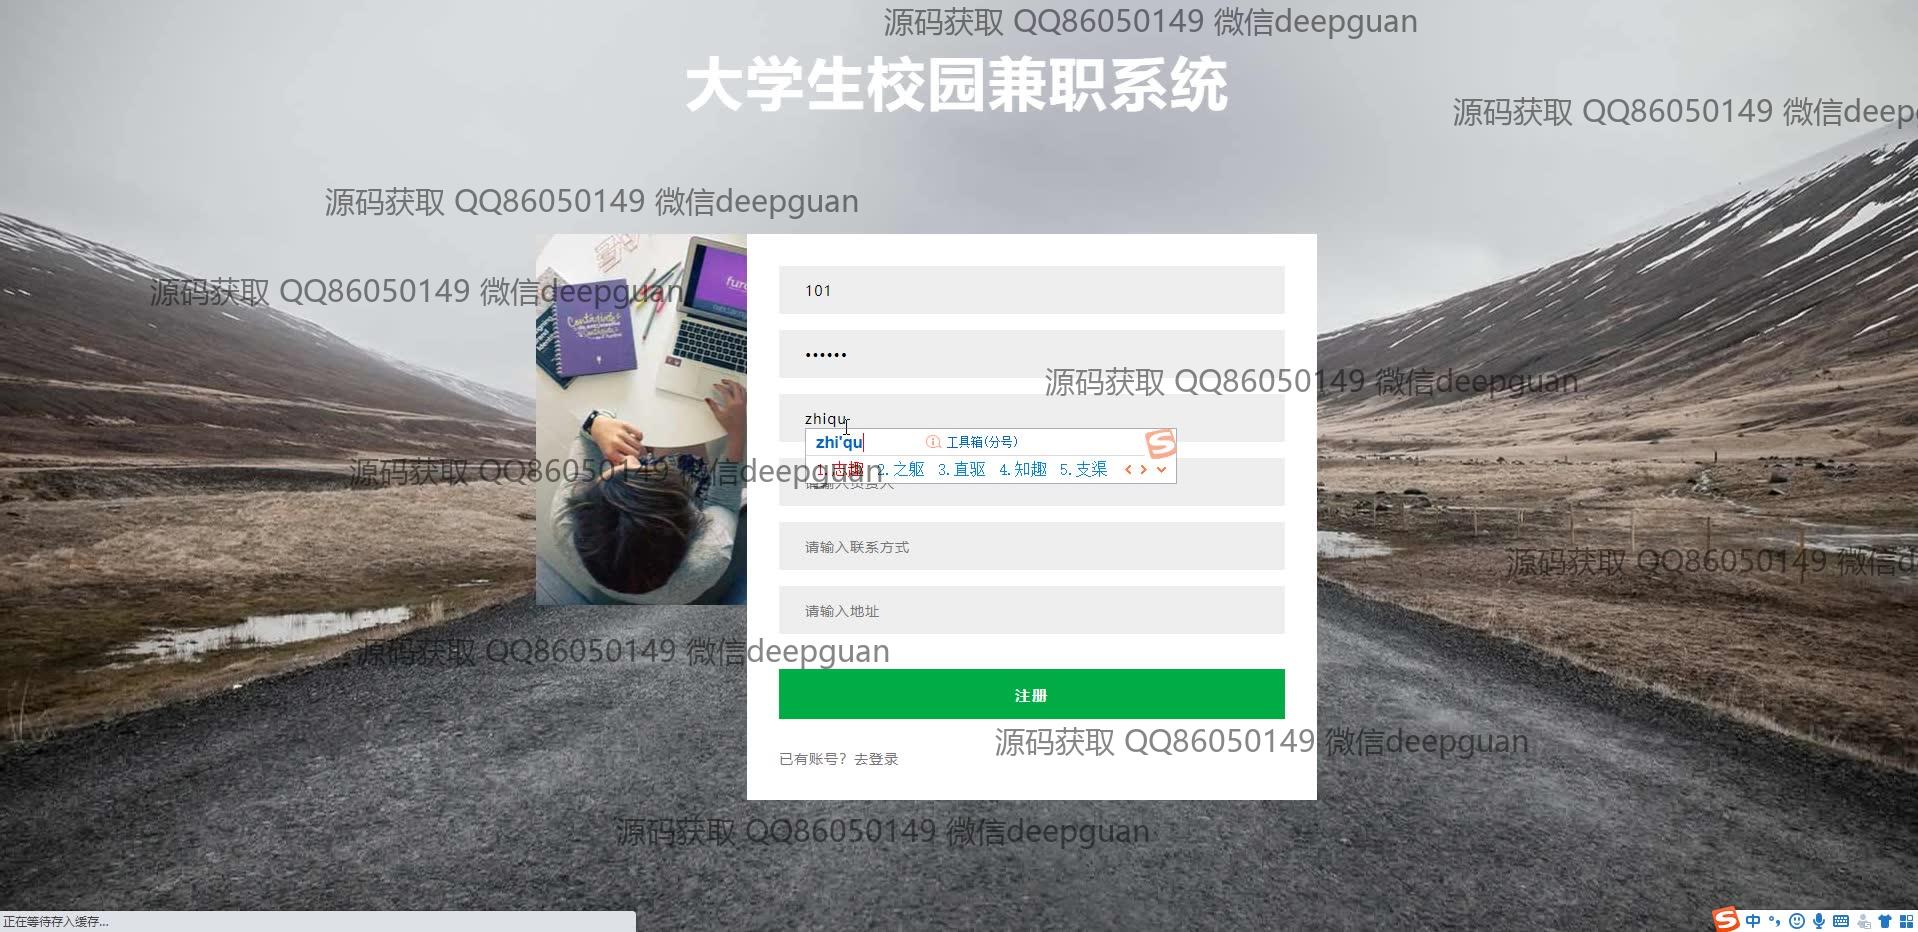 源码获取 QQ86050149 微信deepguan
大学生校园兼职系统
源码获取 QQ86050149 微信deep
源码获取 QQ86050149 微信deepguan
源码获取 QQ86050149 微信deepguan
101
••••••
源码获取 QQ86050149 微信deepguan
zhiqu
zhi'qu 工具箱(分号)
1.志趣 2.之躯 3.直驱 4.知趣 5.支渠
源码获取 QQ86050149 微信deepguan
请输入负责人
请输入联系方式
源码获取 QQ86050149 微信d
请输入地址
源码获取 QQ86050149 微信deepguan
注册
源码获取 QQ86050149 微信deepguan
已有账号？去登录
源码获取 QQ86050149 微信deepguan
正在等待存入缓存...
中